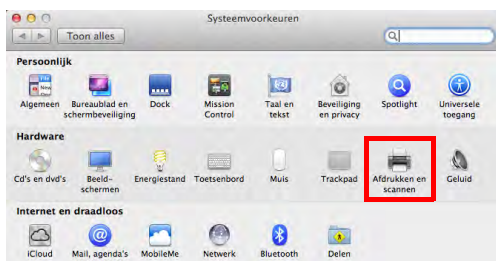 Systeemvoorkeuren
Toon alles
Persoonlijk
Algemeen
Bureaublad en
schermbeveiliging
Dock
Mission
Control
Taal en
tekst
Beveiliging
en privacy
Spotlight
Universele
toegang
Hardware
Cd's en dvd's
Beeld-
schermen
Energiestand
Toetsenbord
Muis
Trackpad
Afdrukken en
scannen
Geluid
Internet en draadloos
iCloud
Mail, agenda's
MobileMe
Netwerk
Bluetooth
Delen